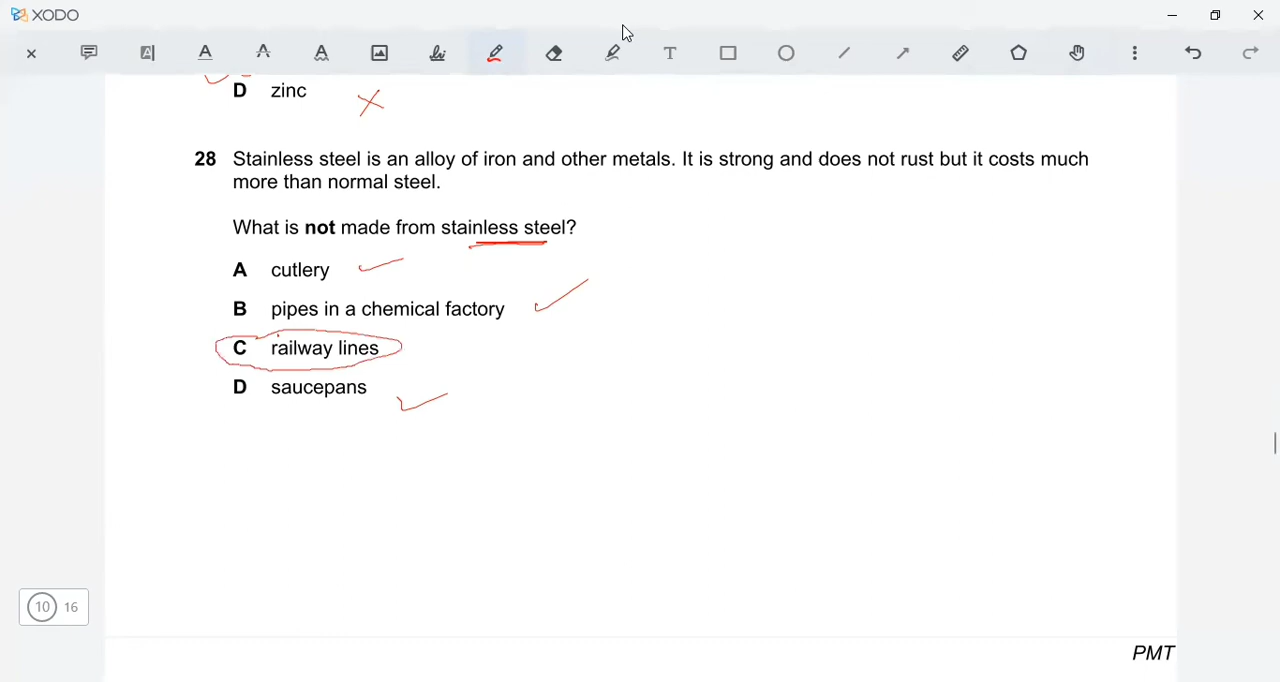 XODO
D zinc
28 Stainless steel is an alloy of iron and other metals. It is strong and does not rust but it costs much
more than normal steel.
What is not made from stainless steel?
A cutlery
B pipes in a chemical factory
C railway lines
D saucepans
10 16
PMT